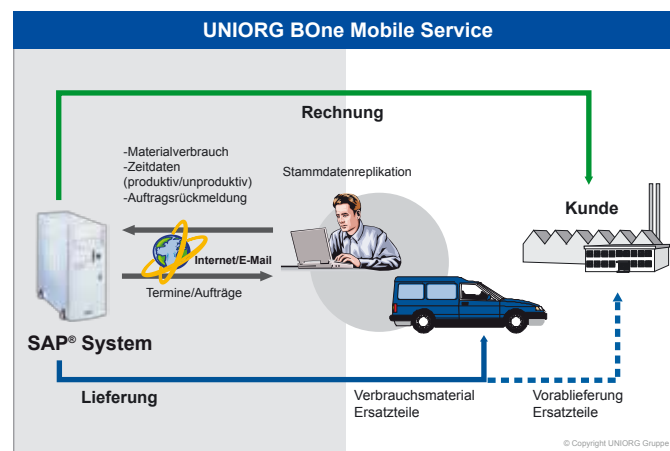 UNIORG BOne Mobile Service
Rechnung
-Materialverbrauch
-Zeitdaten
(produktiv/unproduktiv)
-Auftragsrückmeldung
Stammdatenreplikation
Kunde
Internet/E-Mail
Termine/Aufträge
SAP® System
Lieferung
Verbrauchsmaterial
Ersatzteile
Vorablieferung
Ersatzteile
© Copyright UNIORG Gruppe